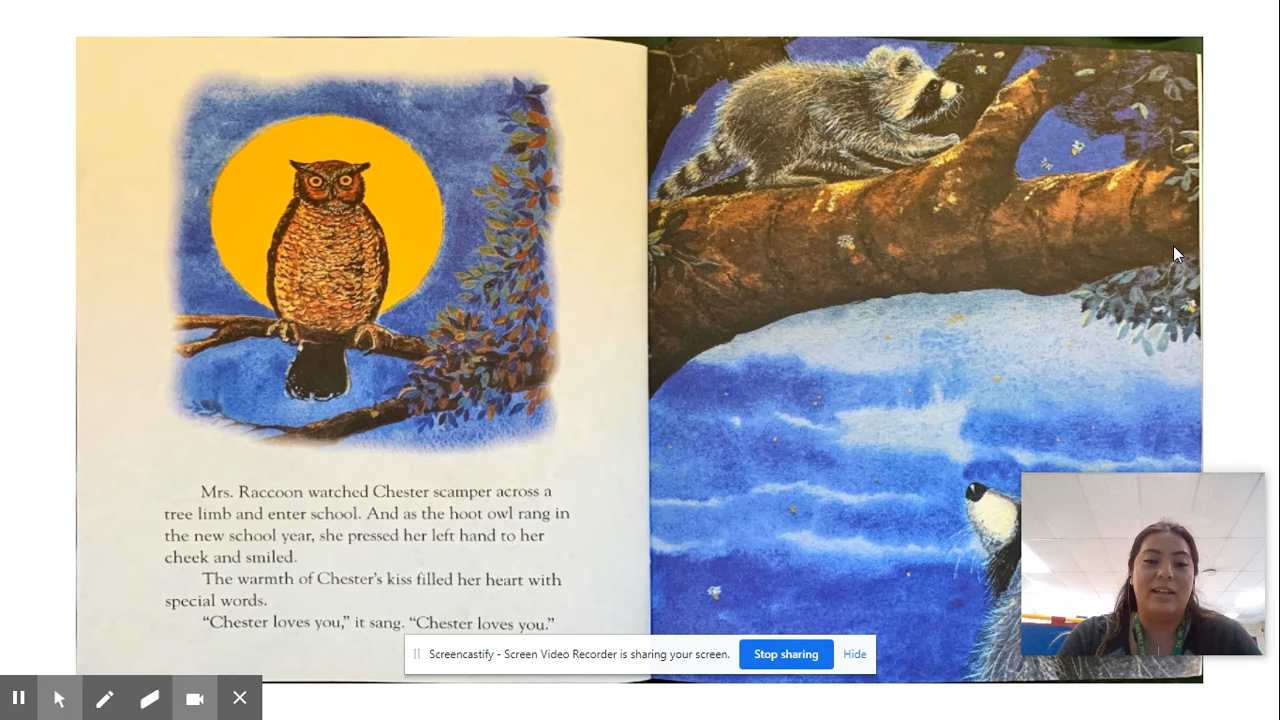 Mrs. Raccoon watched Chester scamper across a
tree limb and enter school. And as the hoot owl rang in
the new school year, she pressed her left hand to her
cheek and smiled.
The warmth of Chester's kiss filled her heart with
special words.
"Chester loves you," it sang. "Chester loves you."
Screencastify - Screen Video Recorder is sharing your screen.
Stop sharing
Hide